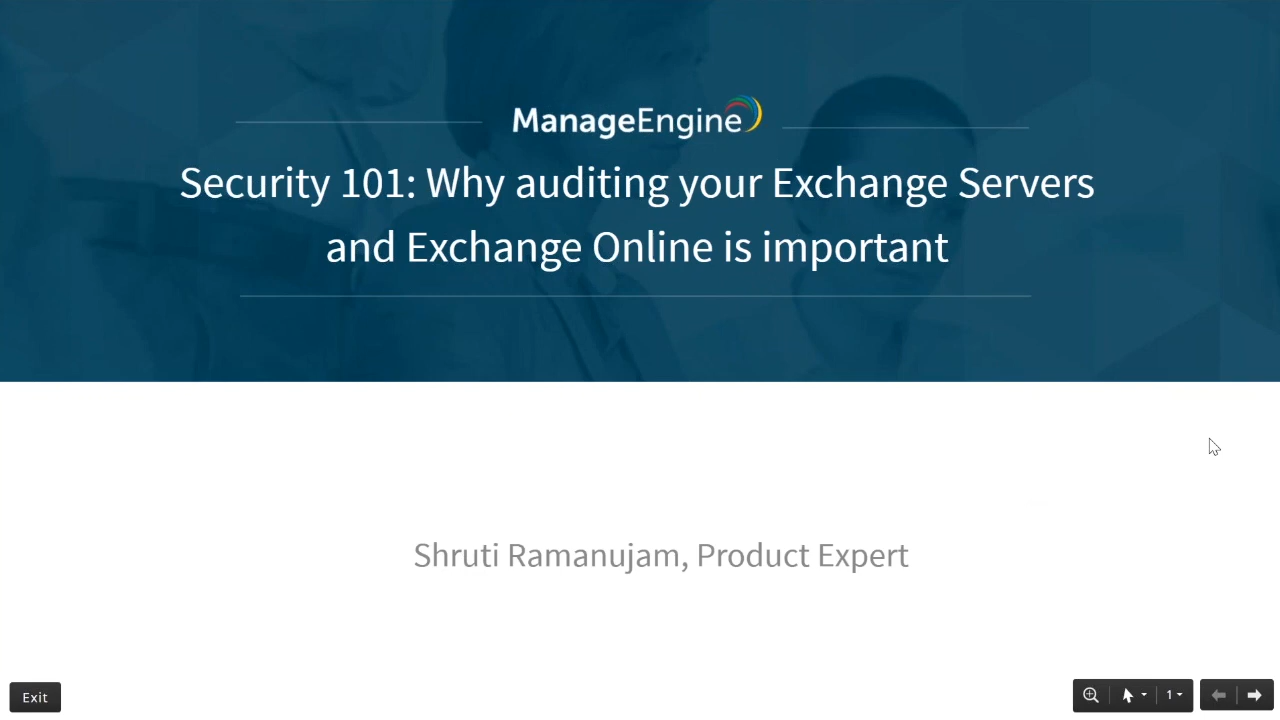 ManageEngine
Security 101: Why auditing your Exchange Servers
and Exchange Online is important
Shruti Ramanujam, Product Expert
Exit
1